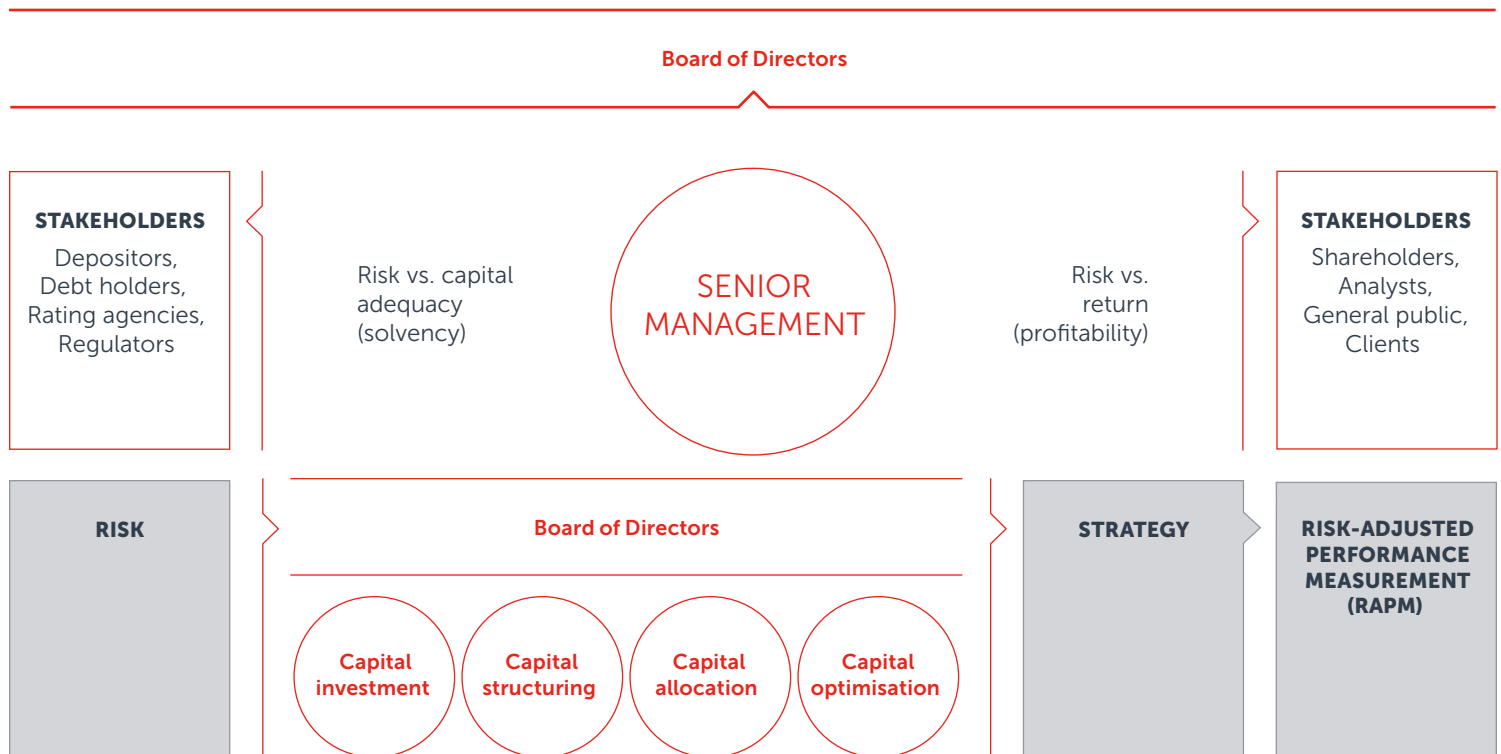 Board of Directors
STAKEHOLDERS
Depositors,
Debt holders,
Rating agencies,
Regulators
Risk vs. capital
adequacy
(solvency)
SENIOR
MANAGEMENT
Risk vs.
return
(profitability)
STAKEHOLDERS
Shareholders,
Analysts,
General public,
Clients
RISK
Board of Directors
Capital
investment
Capital
structuring
Capital
allocation
Capital
optimisation
STRATEGY
RISK-ADJUSTED
PERFORMANCE
MEASUREMENT
(RAPM)